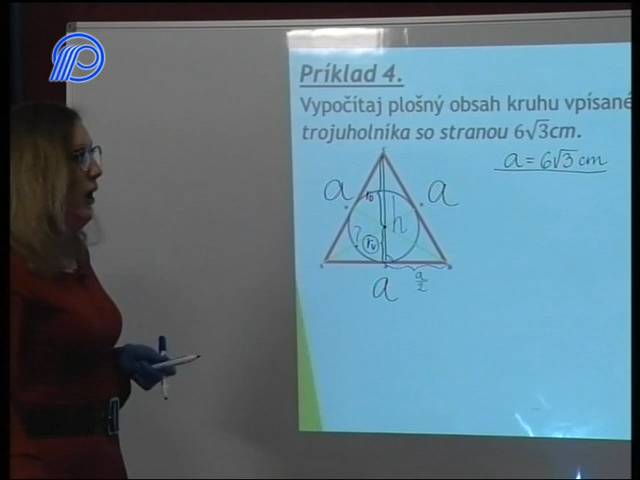 Príklad 4.
Vypočítaj plošný obsah kruhu vpísané
trojuholníka so stranou 6√3cm.
a = 6√3 cm
a
a
h
?
a
a/2